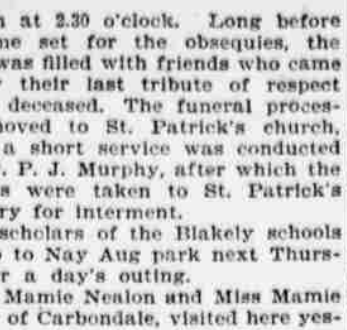 at 2.30 o'clock. Long before
set for the obsequies, the
was filled with friends who came
their last tribute of respect
deceased. The funeral proces-
moved to St. Patrick's church,
a short service was conducted
P. J. Murphy, after which the
were taken to St. Patrick's
for interment.
scholars of the Blakely schools
to Nay Aug park next Thurs-
a day's outing.
Mamie Nealon and Miss Mamie
of Carbondale, visited here yes-